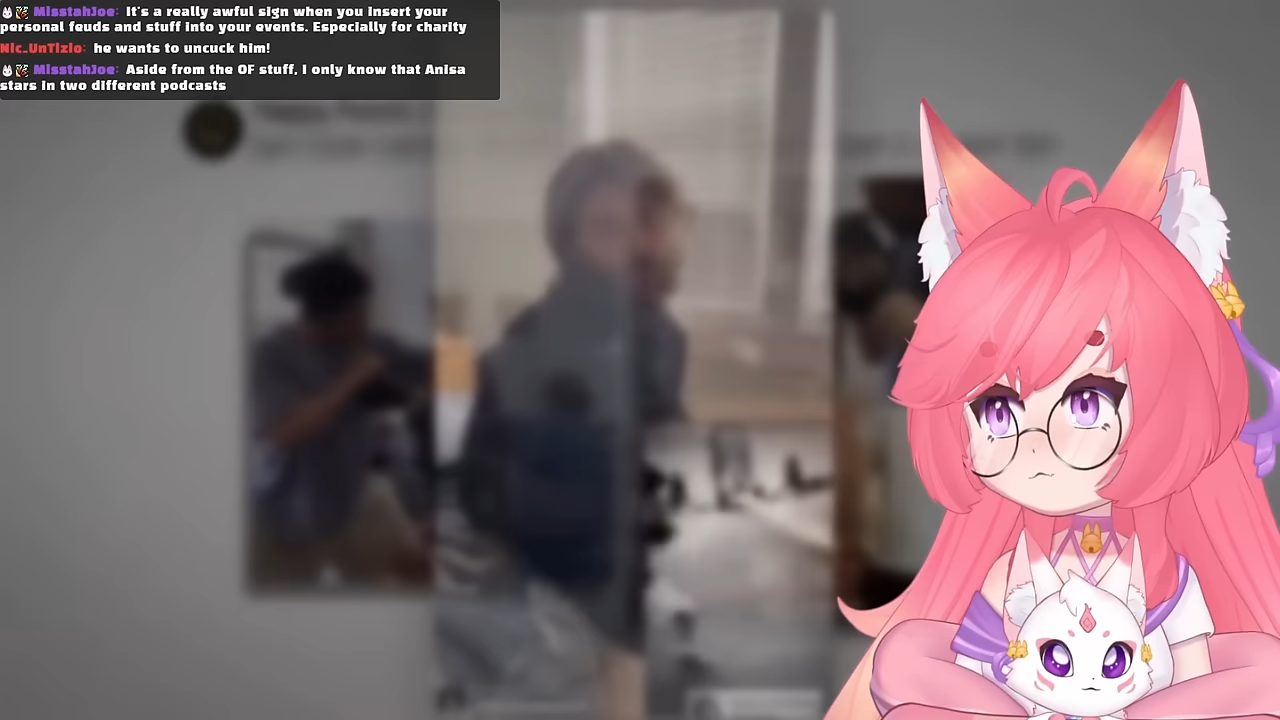 MisstahJoe: It's a really awful sign when you insert your
personal feuds and stuff into your events. Especially for charity
Nic_UnTizio: he wants to uncuck him!
MisstahJoe: Aside from the OF stuff, I only know that Anisa
stars in two different podcasts